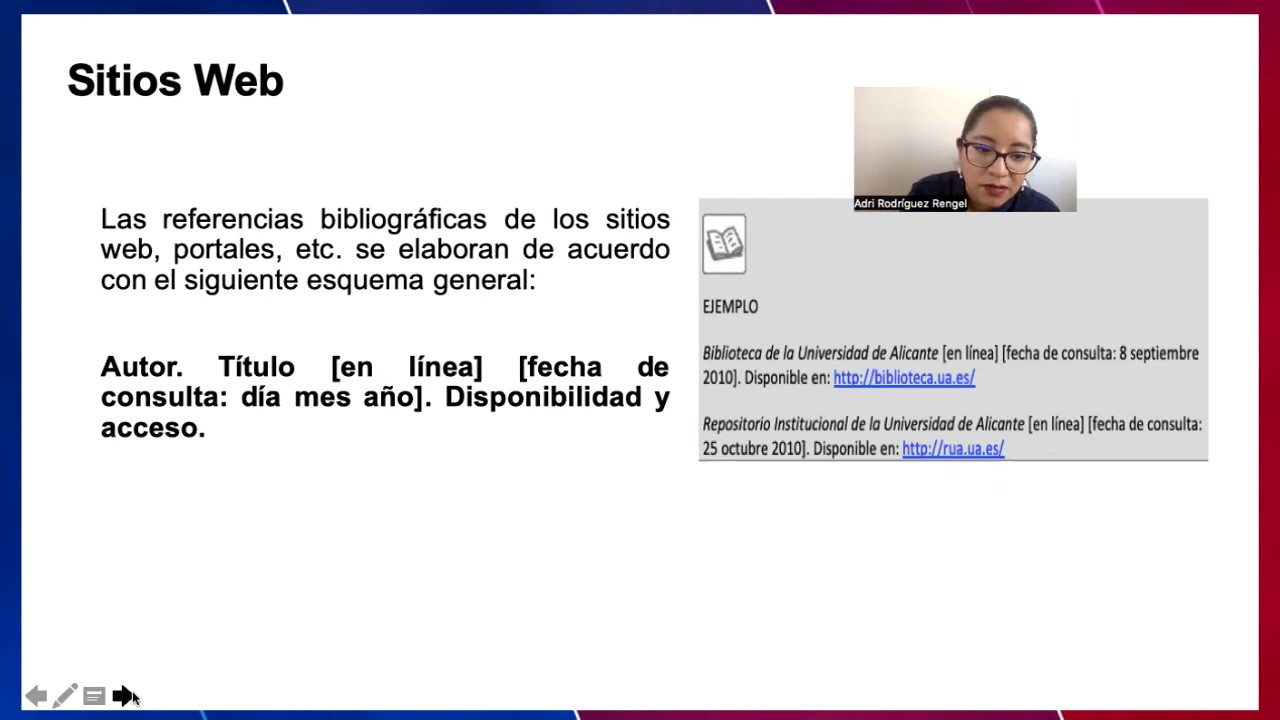 Sitios Web
Adri Rodríguez Rengel
Las referencias bibliográficas de los sitios
web, portales, etc. se elaboran de acuerdo
con el siguiente esquema general:
Autor. Título [en línea] [fecha de
consulta: día mes año]. Disponibilidad y
acceso.
EJEMPLO
Biblioteca de la Universidad de Alicante [en línea] [fecha de consulta: 8 septiembre
2010]. Disponible en: http://biblioteca.ua.es/
Repositorio Institucional de la Universidad de Alicante [en línea] [fecha de consulta:
25 octubre 2010]. Disponible en: http://rua.ua.es/